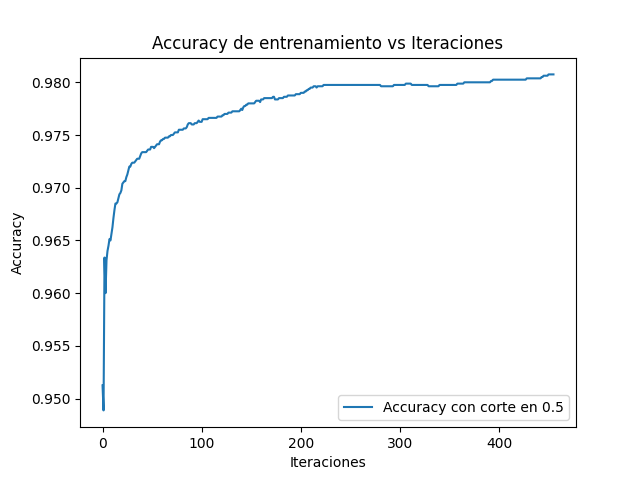 Accuracy de entrenamiento vs Iteraciones
0.980
0.975
0.970
0.965
0.960
0.955
0.950
Accuracy
Accuracy con corte en 0.5
0 100 200 300 400
Iteraciones